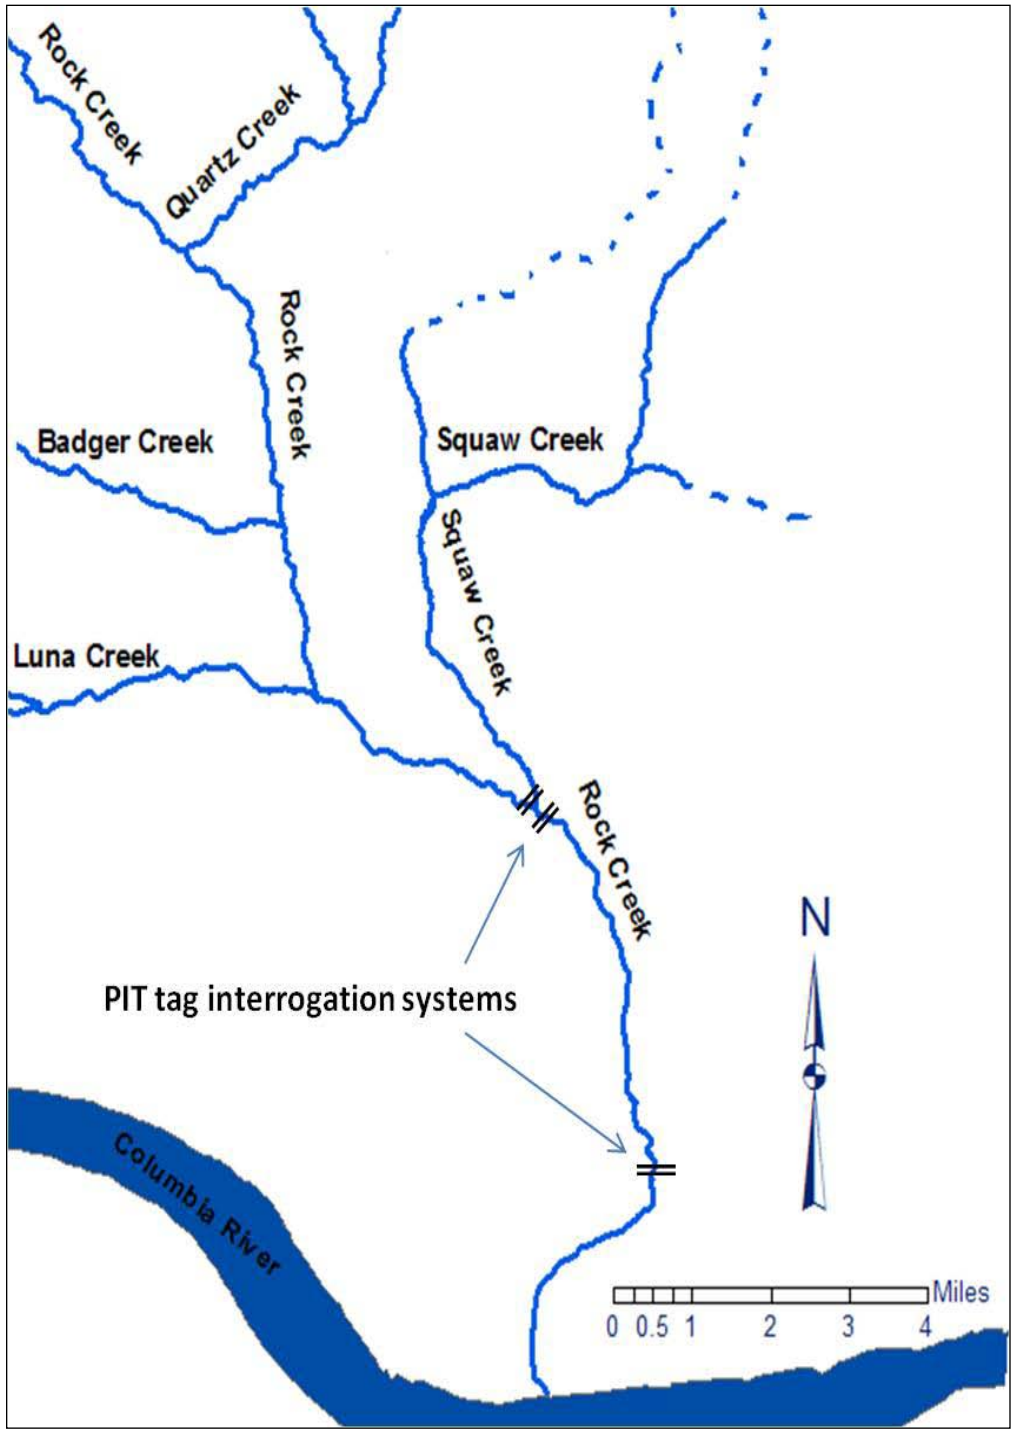 Rock Creek
Quartz Creek
Rock Creek
Badger Creek
Squaw Creek
Squaw Creek
Luna Creek
Rock Creek
N
PIT tag interrogation systems
Columbia River
Miles
0 0.5 1 2 3 4